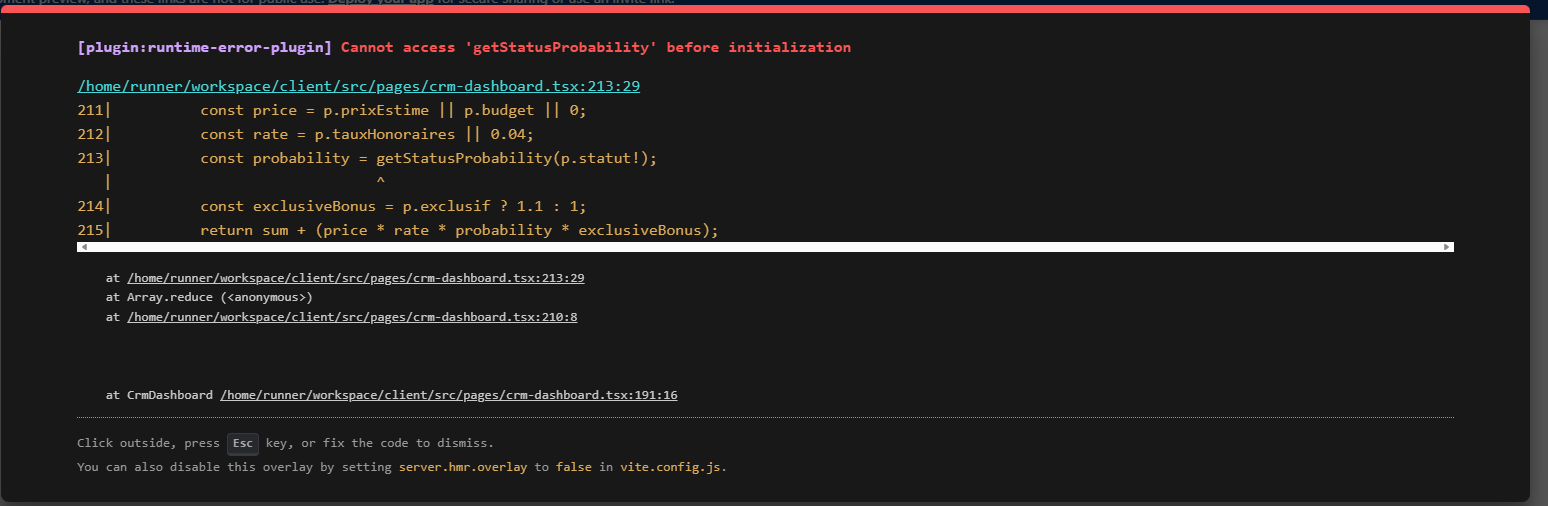 ment preview, and these links are not for public use. Deploy your app for secure sharing or use an invite link.
[plugin:runtime-error-plugin] Cannot access 'getStatusProbability' before initialization
/home/runner/workspace/client/src/pages/crm-dashboard.tsx:213:29
211| const price = p.prixEstime || p.budget || 0;
212| const rate = p.tauxHonoraires || 0.04;
213| const probability = getStatusProbability(p.statut!);
| ^
214| const exclusiveBonus = p.exclusif ? 1.1 : 1;
215| return sum + (price * rate * probability * exclusiveBonus);
at /home/runner/workspace/client/src/pages/crm-dashboard.tsx:213:29
at Array.reduce (<anonymous>)
at /home/runner/workspace/client/src/pages/crm-dashboard.tsx:210:8
at CrmDashboard /home/runner/workspace/client/src/pages/crm-dashboard.tsx:191:16
Click outside, press Esc key, or fix the code to dismiss.
You can also disable this overlay by setting server.hmr.overlay to false in vite.config.js.